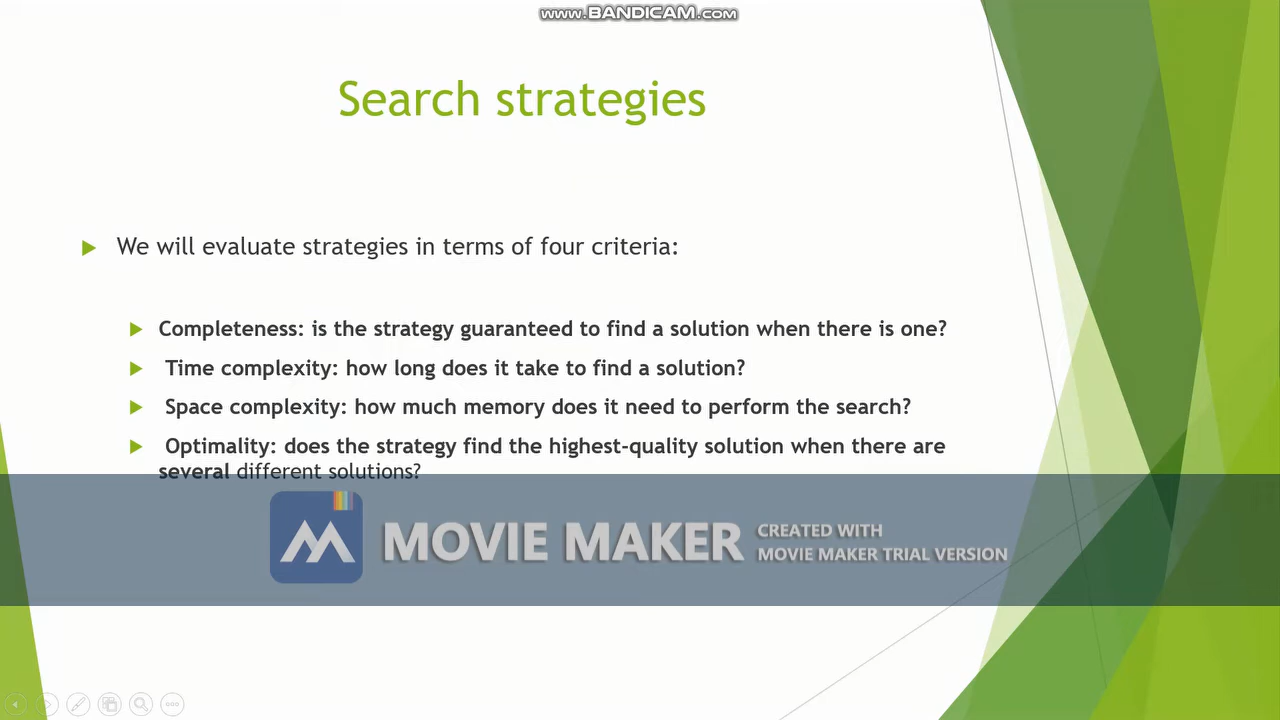 www.BANDICAM.com
Search strategies
We will evaluate strategies in terms of four criteria:
Completeness: is the strategy guaranteed to find a solution when there is one?
Time complexity: how long does it take to find a solution?
Space complexity: how much memory does it need to perform the search?
Optimality: does the strategy find the highest-quality solution when there are
several different solutions?
MOVIE MAKER
CREATED WITH
MOVIE MAKER TRIAL VERSION